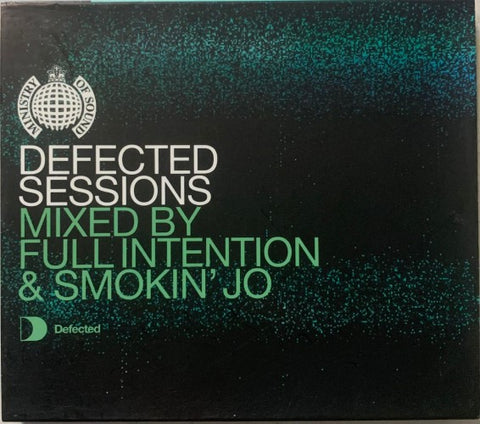 MINISTRY OF SOUND
DEFECTED
SESSIONS
MIXED BY
FULL INTENTION
& SMOKIN' JO
Defected